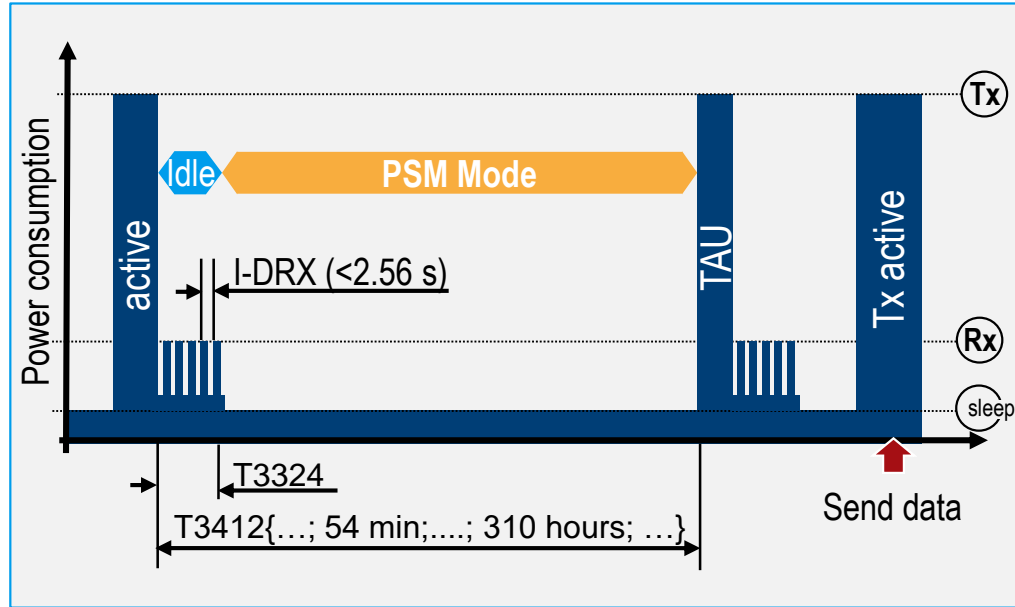 Power consumption
Tx
Idle
PSM Mode
active
TAU
Tx active
I-DRX (<2.56 s)
Rx
sleep
T3324
T3412{…; 54 min;....; 310 hours; …}
Send data